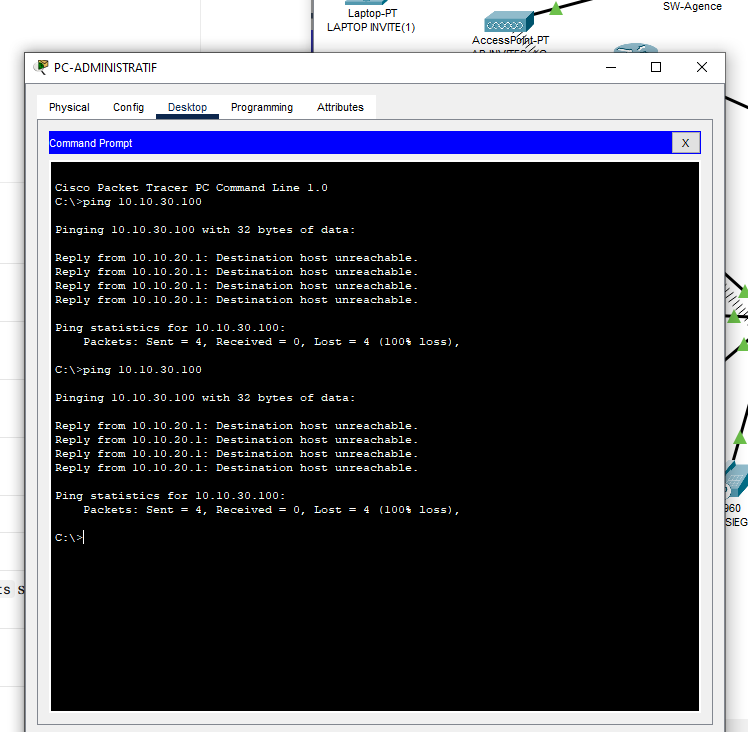 Laptop-PT
LAPTOP INVITE(1)
AccessPoint-PT
SW-Agence
PC-ADMINISTRATIF
Physical Config Desktop Programming Attributes
Command Prompt
X
Cisco Packet Tracer PC Command Line 1.0
C:\>ping 10.10.30.100
Pinging 10.10.30.100 with 32 bytes of data:
Reply from 10.10.20.1: Destination host unreachable.
Reply from 10.10.20.1: Destination host unreachable.
Reply from 10.10.20.1: Destination host unreachable.
Reply from 10.10.20.1: Destination host unreachable.
Ping statistics for 10.10.30.100:
Packets: Sent = 4, Received = 0, Lost = 4 (100% loss),
C:\>ping 10.10.30.100
Pinging 10.10.30.100 with 32 bytes of data:
Reply from 10.10.20.1: Destination host unreachable.
Reply from 10.10.20.1: Destination host unreachable.
Reply from 10.10.20.1: Destination host unreachable.
Reply from 10.10.20.1: Destination host unreachable.
Ping statistics for 10.10.30.100:
Packets: Sent = 4, Received = 0, Lost = 4 (100% loss),
C:\>
960
SIEG